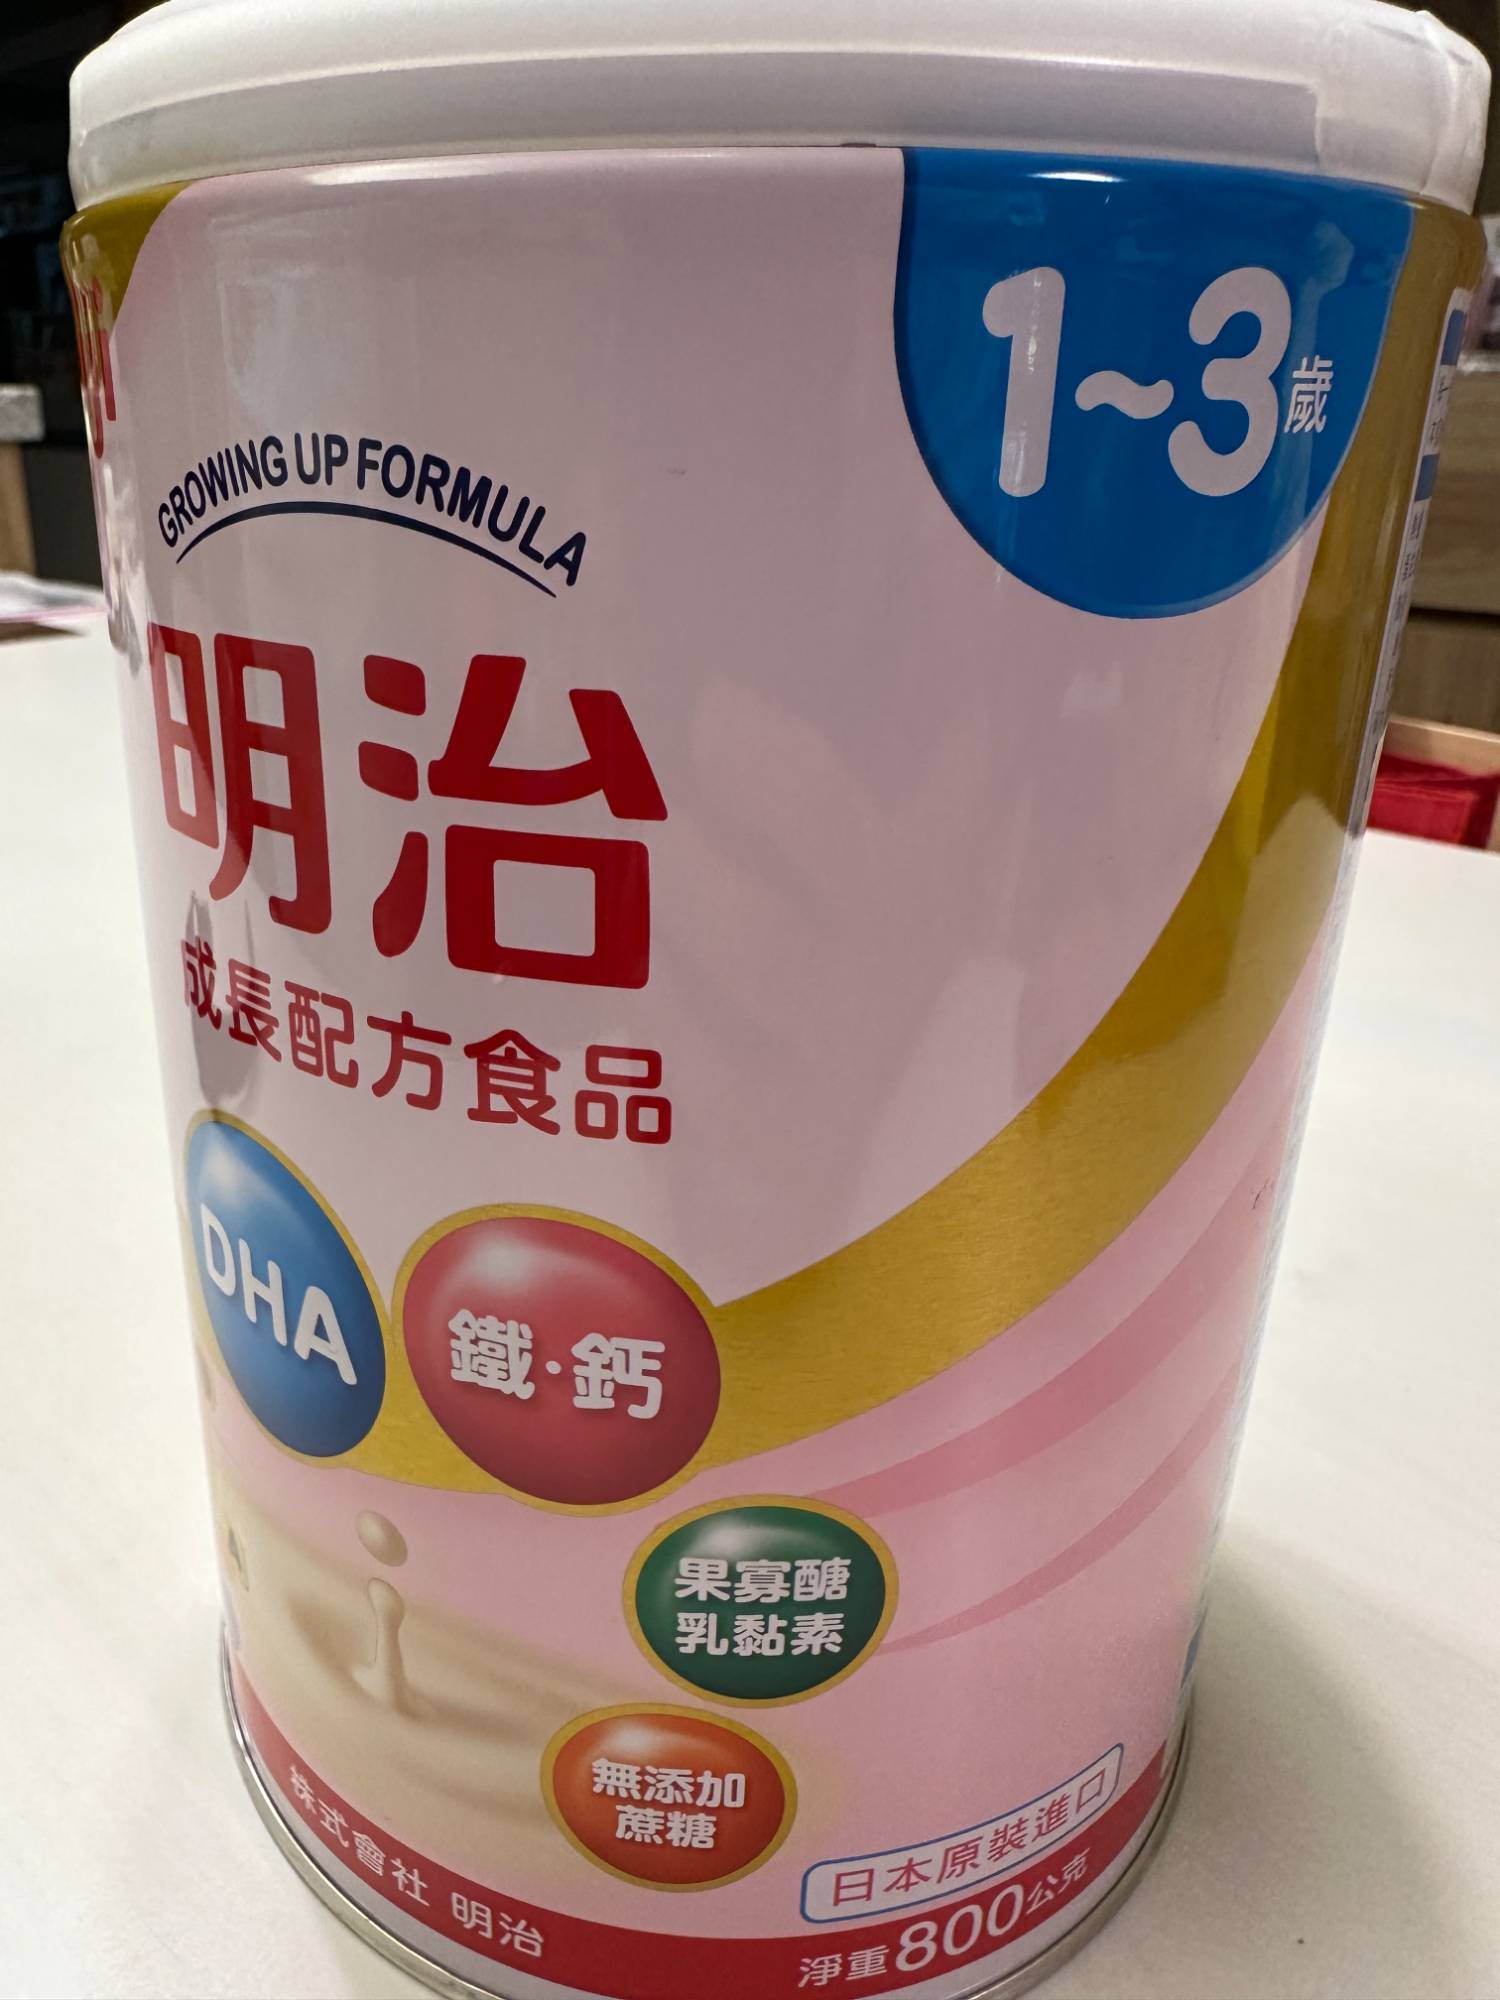 1~3歲
GROWING UP FORMULA
明治
成長配方食品
DHA
鐵·鈣
果寡醣
乳黏素
無添加
蔗糖
日本原裝進口
株式會社 明治
淨重800公克